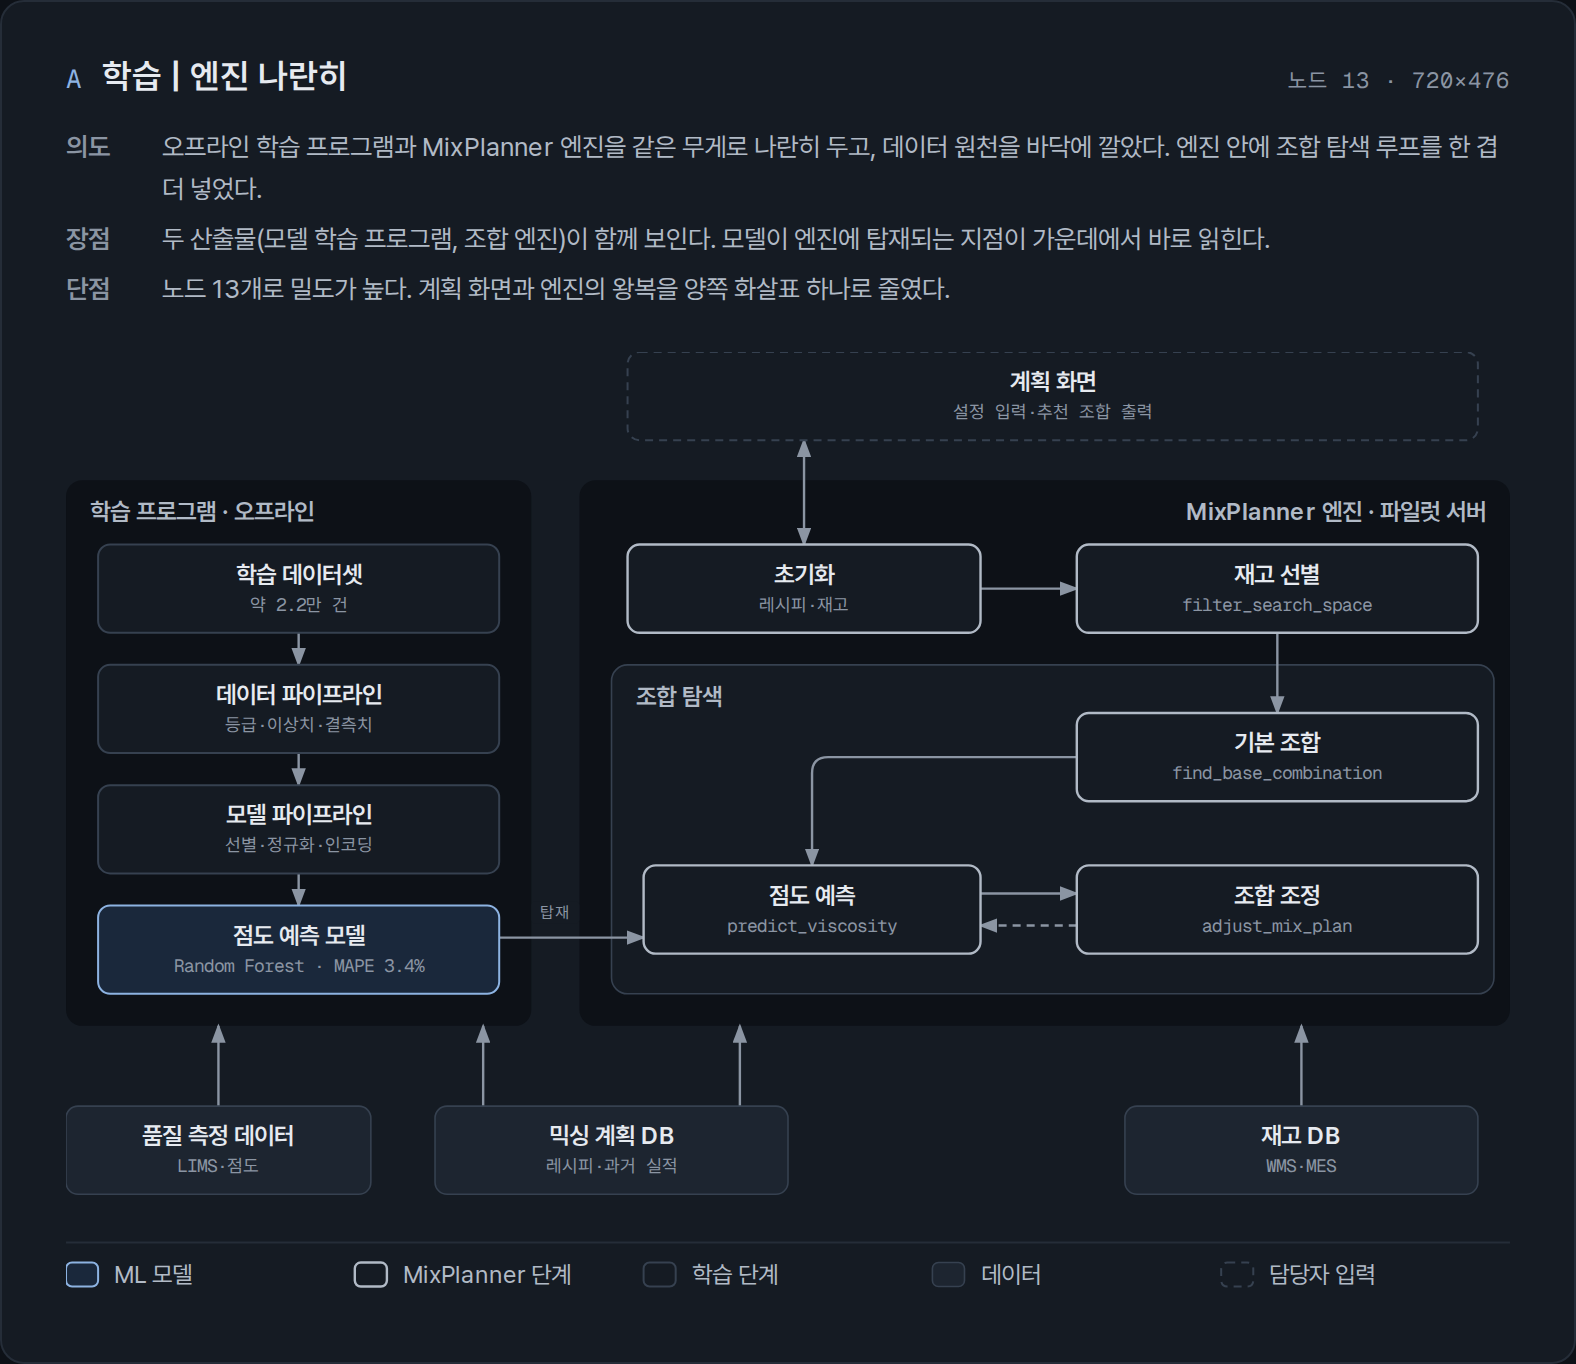 A 학습 | 엔진 나란히
노드 13 · 720×476
의도 오프라인 학습 프로그램과 MixPlanner 엔진을 같은 무게로 나란히 두고, 데이터 원천을 바닥에 깔았다. 엔진 안에 조합 탐색 루프를 한 겹
더 넣었다.
장점 두 산출물(모델 학습 프로그램, 조합 엔진)이 함께 보인다. 모델이 엔진에 탑재되는 지점이 가운데에서 바로 읽힌다.
단점 노드 13개로 밀도가 높다. 계획 화면과 엔진의 왕복을 양쪽 화살표 하나로 줄였다.
계획 화면
설정 입력·추천 조합 출력
학습 프로그램 · 오프라인
학습 데이터셋
약 2.2만 건
데이터 파이프라인
등급·이상치·결측치
모델 파이프라인
선별·정규화·인코딩
점도 예측 모델
Random Forest · MAPE 3.4%
탑재
MixPlanner 엔진 · 파일럿 서버
초기화
레시피·재고
재고 선별
filter_search_space
조합 탐색
기본 조합
find_base_combination
점도 예측
predict_viscosity
조합 조정
adjust_mix_plan
품질 측정 데이터
LIMS·점도
믹싱 계획 DB
레시피·과거 실적
재고 DB
WMS·MES
ML 모델
MixPlanner 단계
학습 단계
데이터
담당자 입력